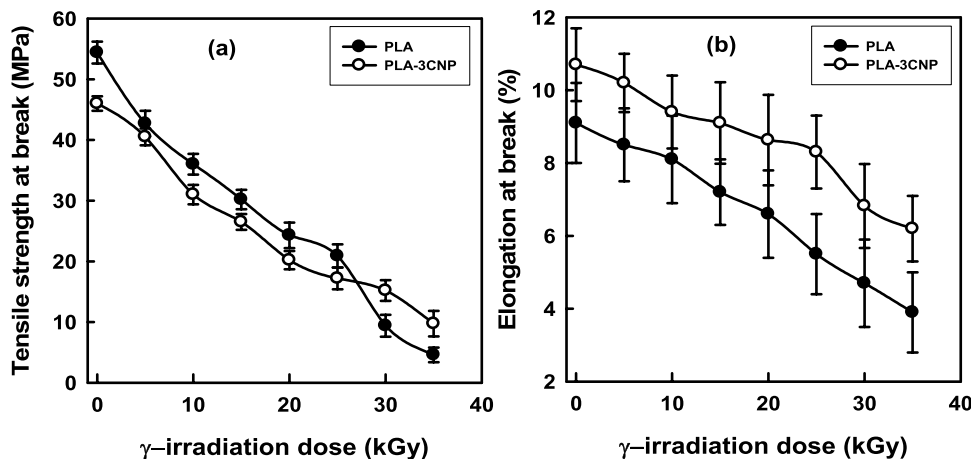 (a)
PLA
PLA-3CNP
Tensile strength at break (MPa)
60
50
40
30
20
10
0
0 10 20 30 40
γ–irradiation dose (kGy)
(b)
PLA
PLA-3CNP
Elongation at break (%)
12
10
8
6
4
2
0 10 20 30 40
γ–irradiation dose (kGy)